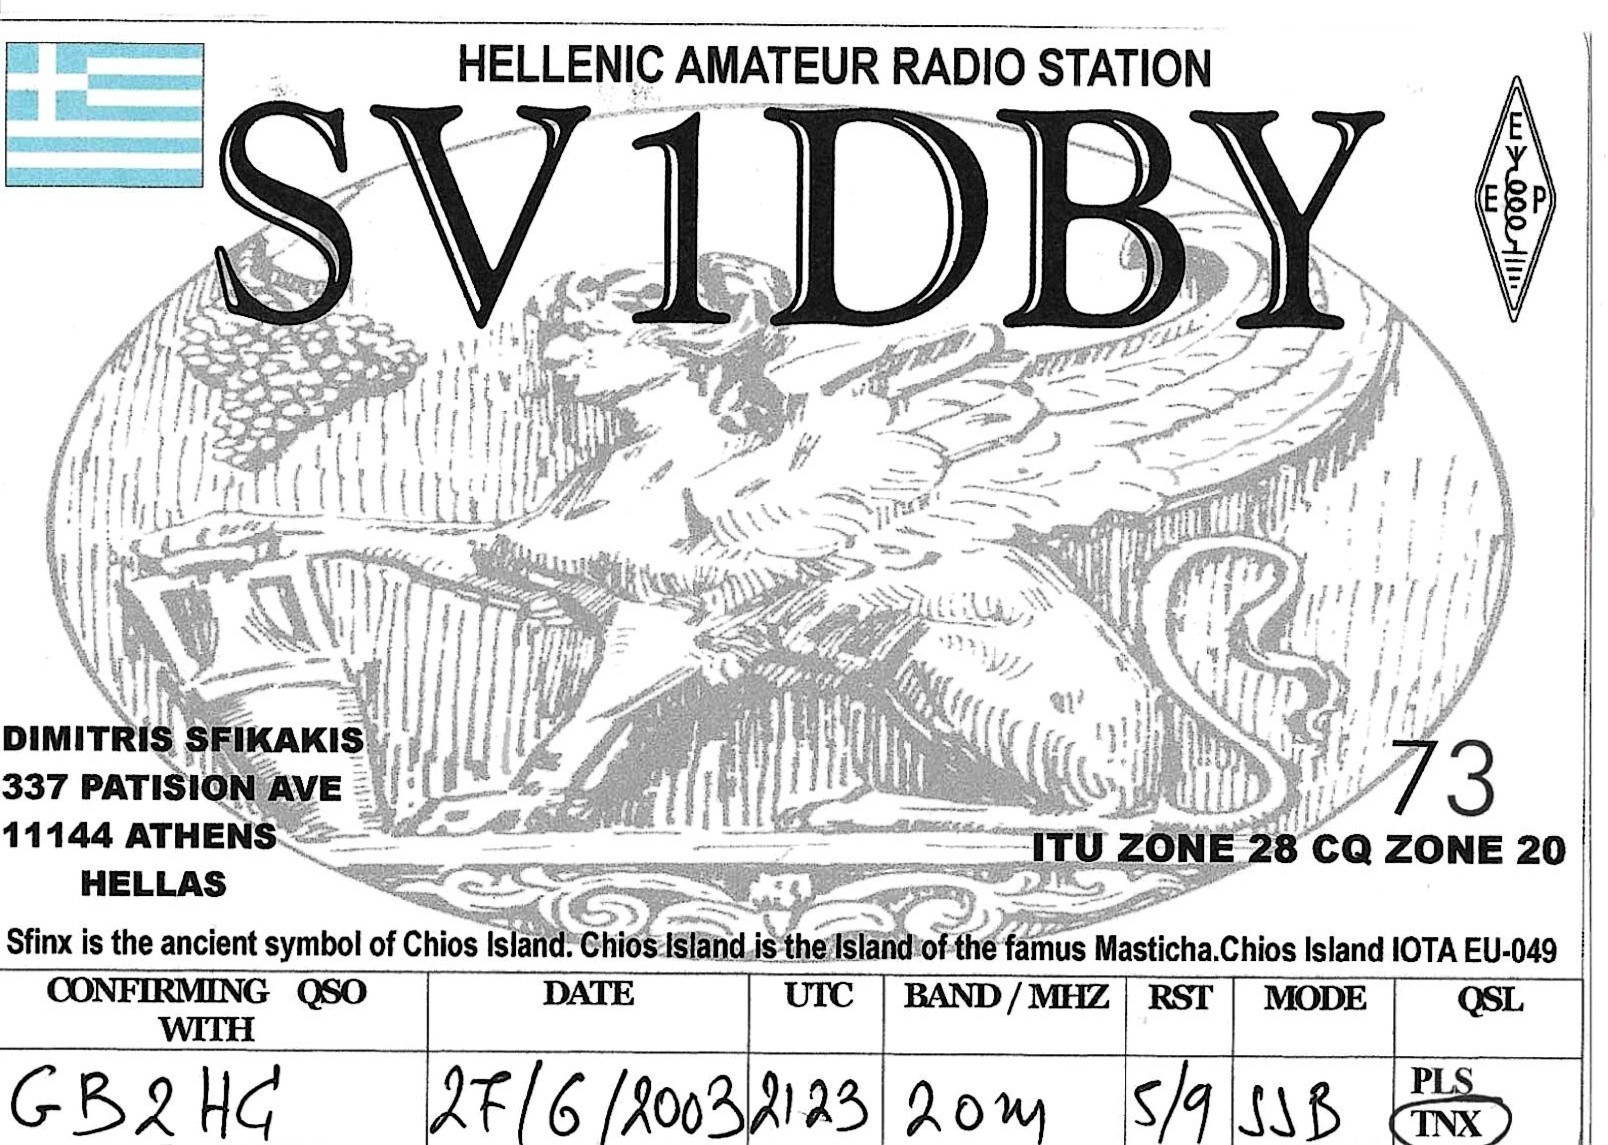 HELLENIC AMATEUR RADIO STATION
SV1DBY
E
E P
DIMITRIS SFIKAKIS
337 PATISION AVE
11144 ATHENS
HELLAS
73
ITU ZONE 28 CQ ZONE 20
Sfinx is the ancient symbol of Chios Island. Chios Island is the Island of the famus Masticha.Chios Island IOTA EU-049
CONFIRMING QSO WITH DATE UTC BAND / MHZ RST MODE QSL
GB2HG 27/6/2003 2123 20m 5/9 SSB PLS
TNX